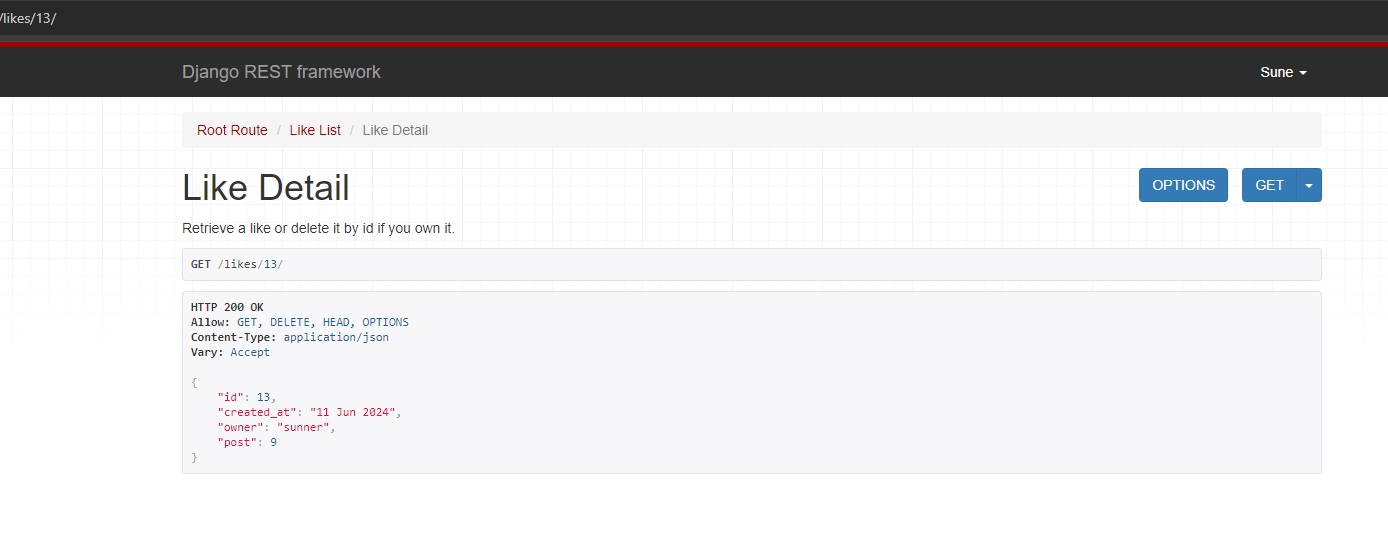 /likes/13/
Django REST framework
Sune
Root Route / Like List / Like Detail
Like Detail
OPTIONS
GET
Retrieve a like or delete it by id if you own it.
GET /likes/13/
HTTP 200 OK
Allow: GET, DELETE, HEAD, OPTIONS
Content-Type: application/json
Vary: Accept
{
    "id": 13,
    "created_at": "11 Jun 2024",
    "owner": "sunner",
    "post": 9
}